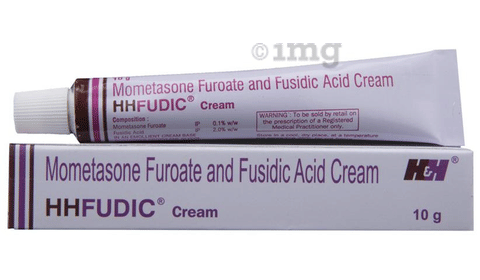 ©1mg
10 g
Mometasone Furoate and Fusidic Acid Cream
HHFUDIC® Cream
Composition :
Mometasone Furoate IP 0.1% w/w
Fusidic Acid IP 2.0% w/w
WARNING : To be sold by retail on
the prescription of a Registered
Medical Practitioner only.
Mometasone Furoate and Fusidic Acid Cream
H&H®
HHFUDIC® Cream
10 g